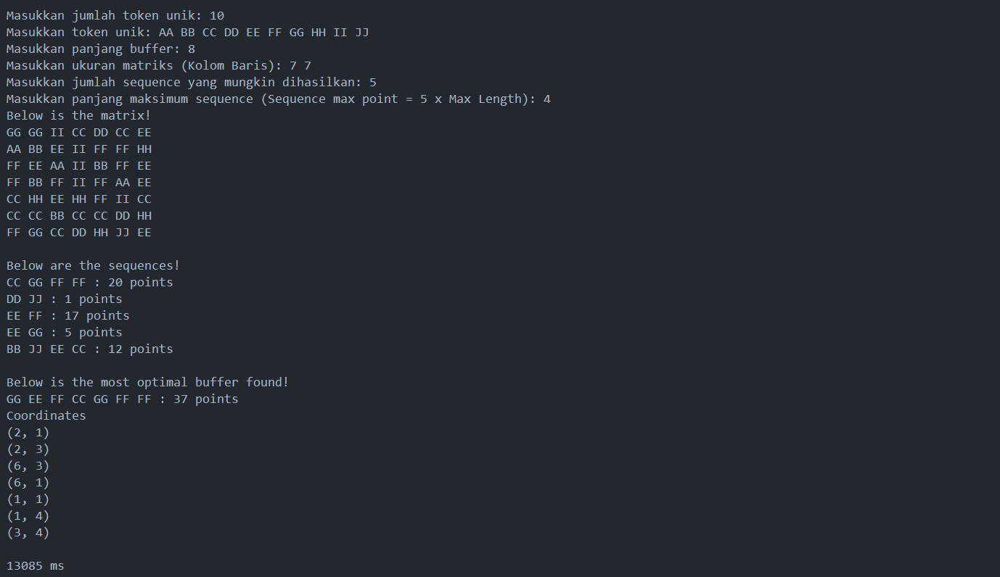 Masukkan jumlah token unik: 10
Masukkan token unik: AA BB CC DD EE FF GG HH II JJ
Masukkan panjang buffer: 8
Masukkan ukuran matriks (Kolom Baris): 7 7
Masukkan jumlah sequence yang mungkin dihasilkan: 5
Masukkan panjang maksimum sequence (Sequence max point = 5 x Max Length): 4
Below is the matrix!
GG GG II CC DD CC EE
AA BB EE II FF FF HH
FF EE AA II BB FF EE
FF BB FF II FF AA EE
CC HH EE HH FF II CC
CC CC BB CC CC DD HH
FF GG CC DD HH JJ EE

Below are the sequences!
CC GG FF FF : 20 points
DD JJ : 1 points
EE FF : 17 points
EE GG : 5 points
BB JJ EE CC : 12 points

Below is the most optimal buffer found!
GG EE FF CC GG FF FF : 37 points
Coordinates
(2, 1)
(2, 3)
(6, 3)
(6, 1)
(1, 1)
(1, 4)
(3, 4)

13085 ms